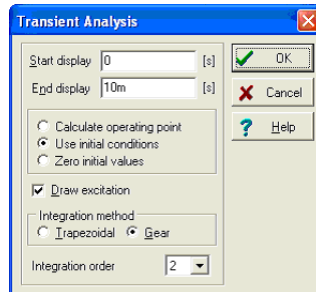 Transient Analysis
Start display 0 [s]
End display 10m [s]
OK
Cancel
Help
Calculate operating point
Use initial conditions
Zero initial values
Draw excitation
Integration method
Trapezoidal Gear
Integration order 2